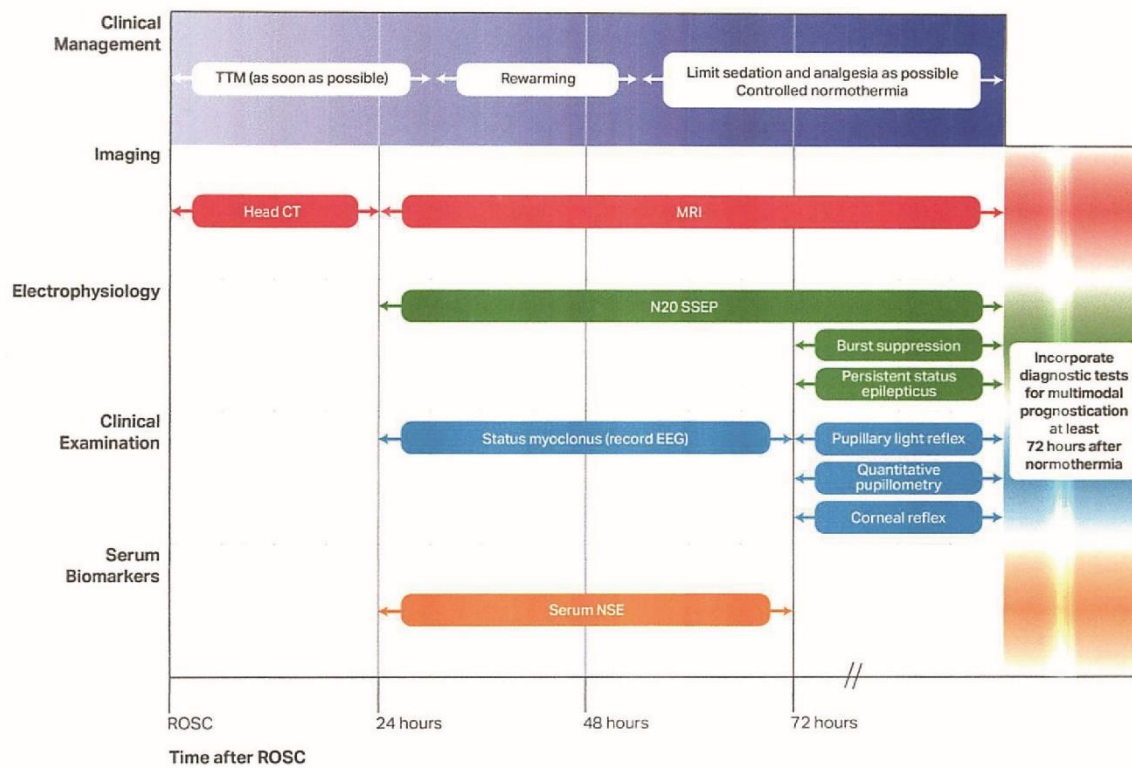 Clinical
Management
TTM (as soon as possible)
Rewarming
Limit sedation and analgesia as possible
Controlled normothermia
Imaging
Head CT
MRI
Electrophysiology
N20 SSEP
Burst suppression
Persistent status
epilepticus
Clinical
Examination
Status myoclonus (record EEG)
Pupillary light reflex
Quantitative
pupillometry
Corneal reflex
Incorporate
diagnostic tests
for multimodal
prognostication
at least
72 hours after
normothermia
Serum
Biomarkers
Serum NSE
ROSC
24 hours
48 hours
72 hours
Time after ROSC